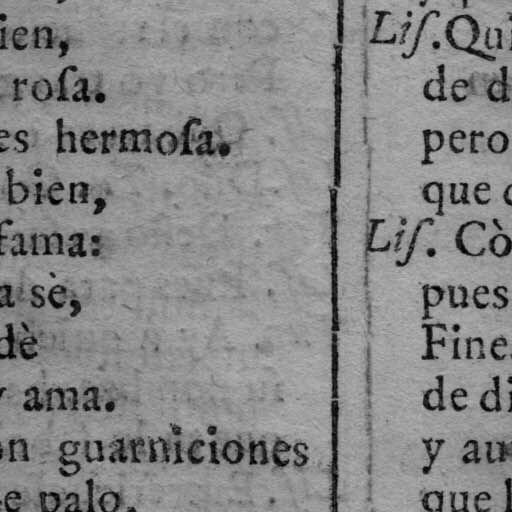 ien,
rosa.
es hermosa.
bien,
fama:
a sè,
dè
y ama.
on guarniciones
e palo,
Lis. Qui
de d
pero
que
Lis. Cò
pues
Fine
de di
y au
que l